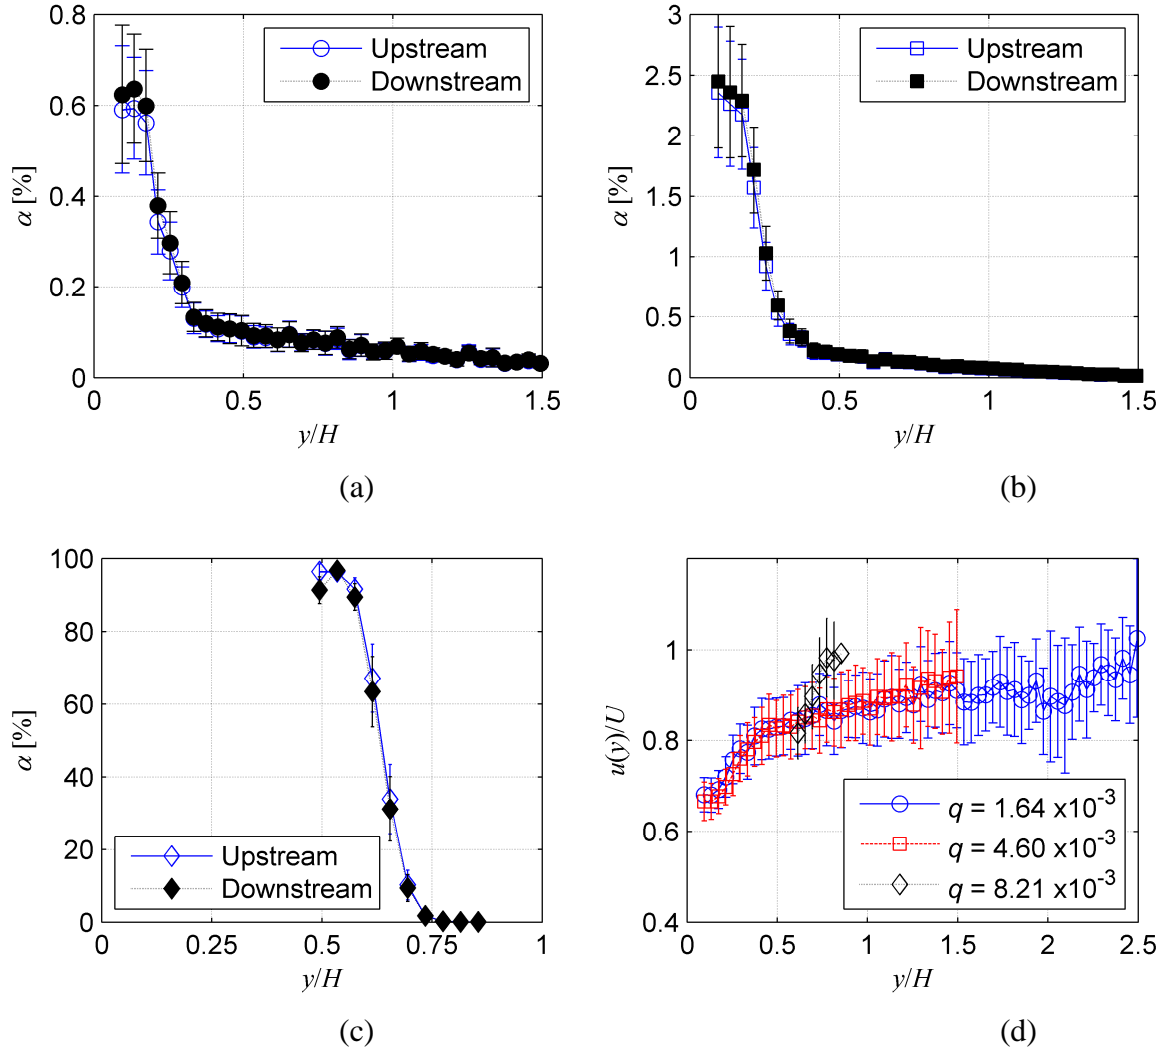 0.8
0.6
0.4
0.2
0
α [%]
Upstream
Downstream
0
0.5
1
1.5
y/H
(a)
3
2.5
2
1.5
1
0.5
0
α [%]
Upstream
Downstream
0
0.5
1
1.5
y/H
(b)
100
80
60
40
20
0
α [%]
Upstream
Downstream
0
0.25
0.5
0.75
1
y/H
(c)
1
0.8
0.6
0.4
u(y)/U
q = 1.64 x10⁻³
q = 4.60 x10⁻³
q = 8.21 x10⁻³
0
0.5
1
1.5
2
2.5
y/H
(d)